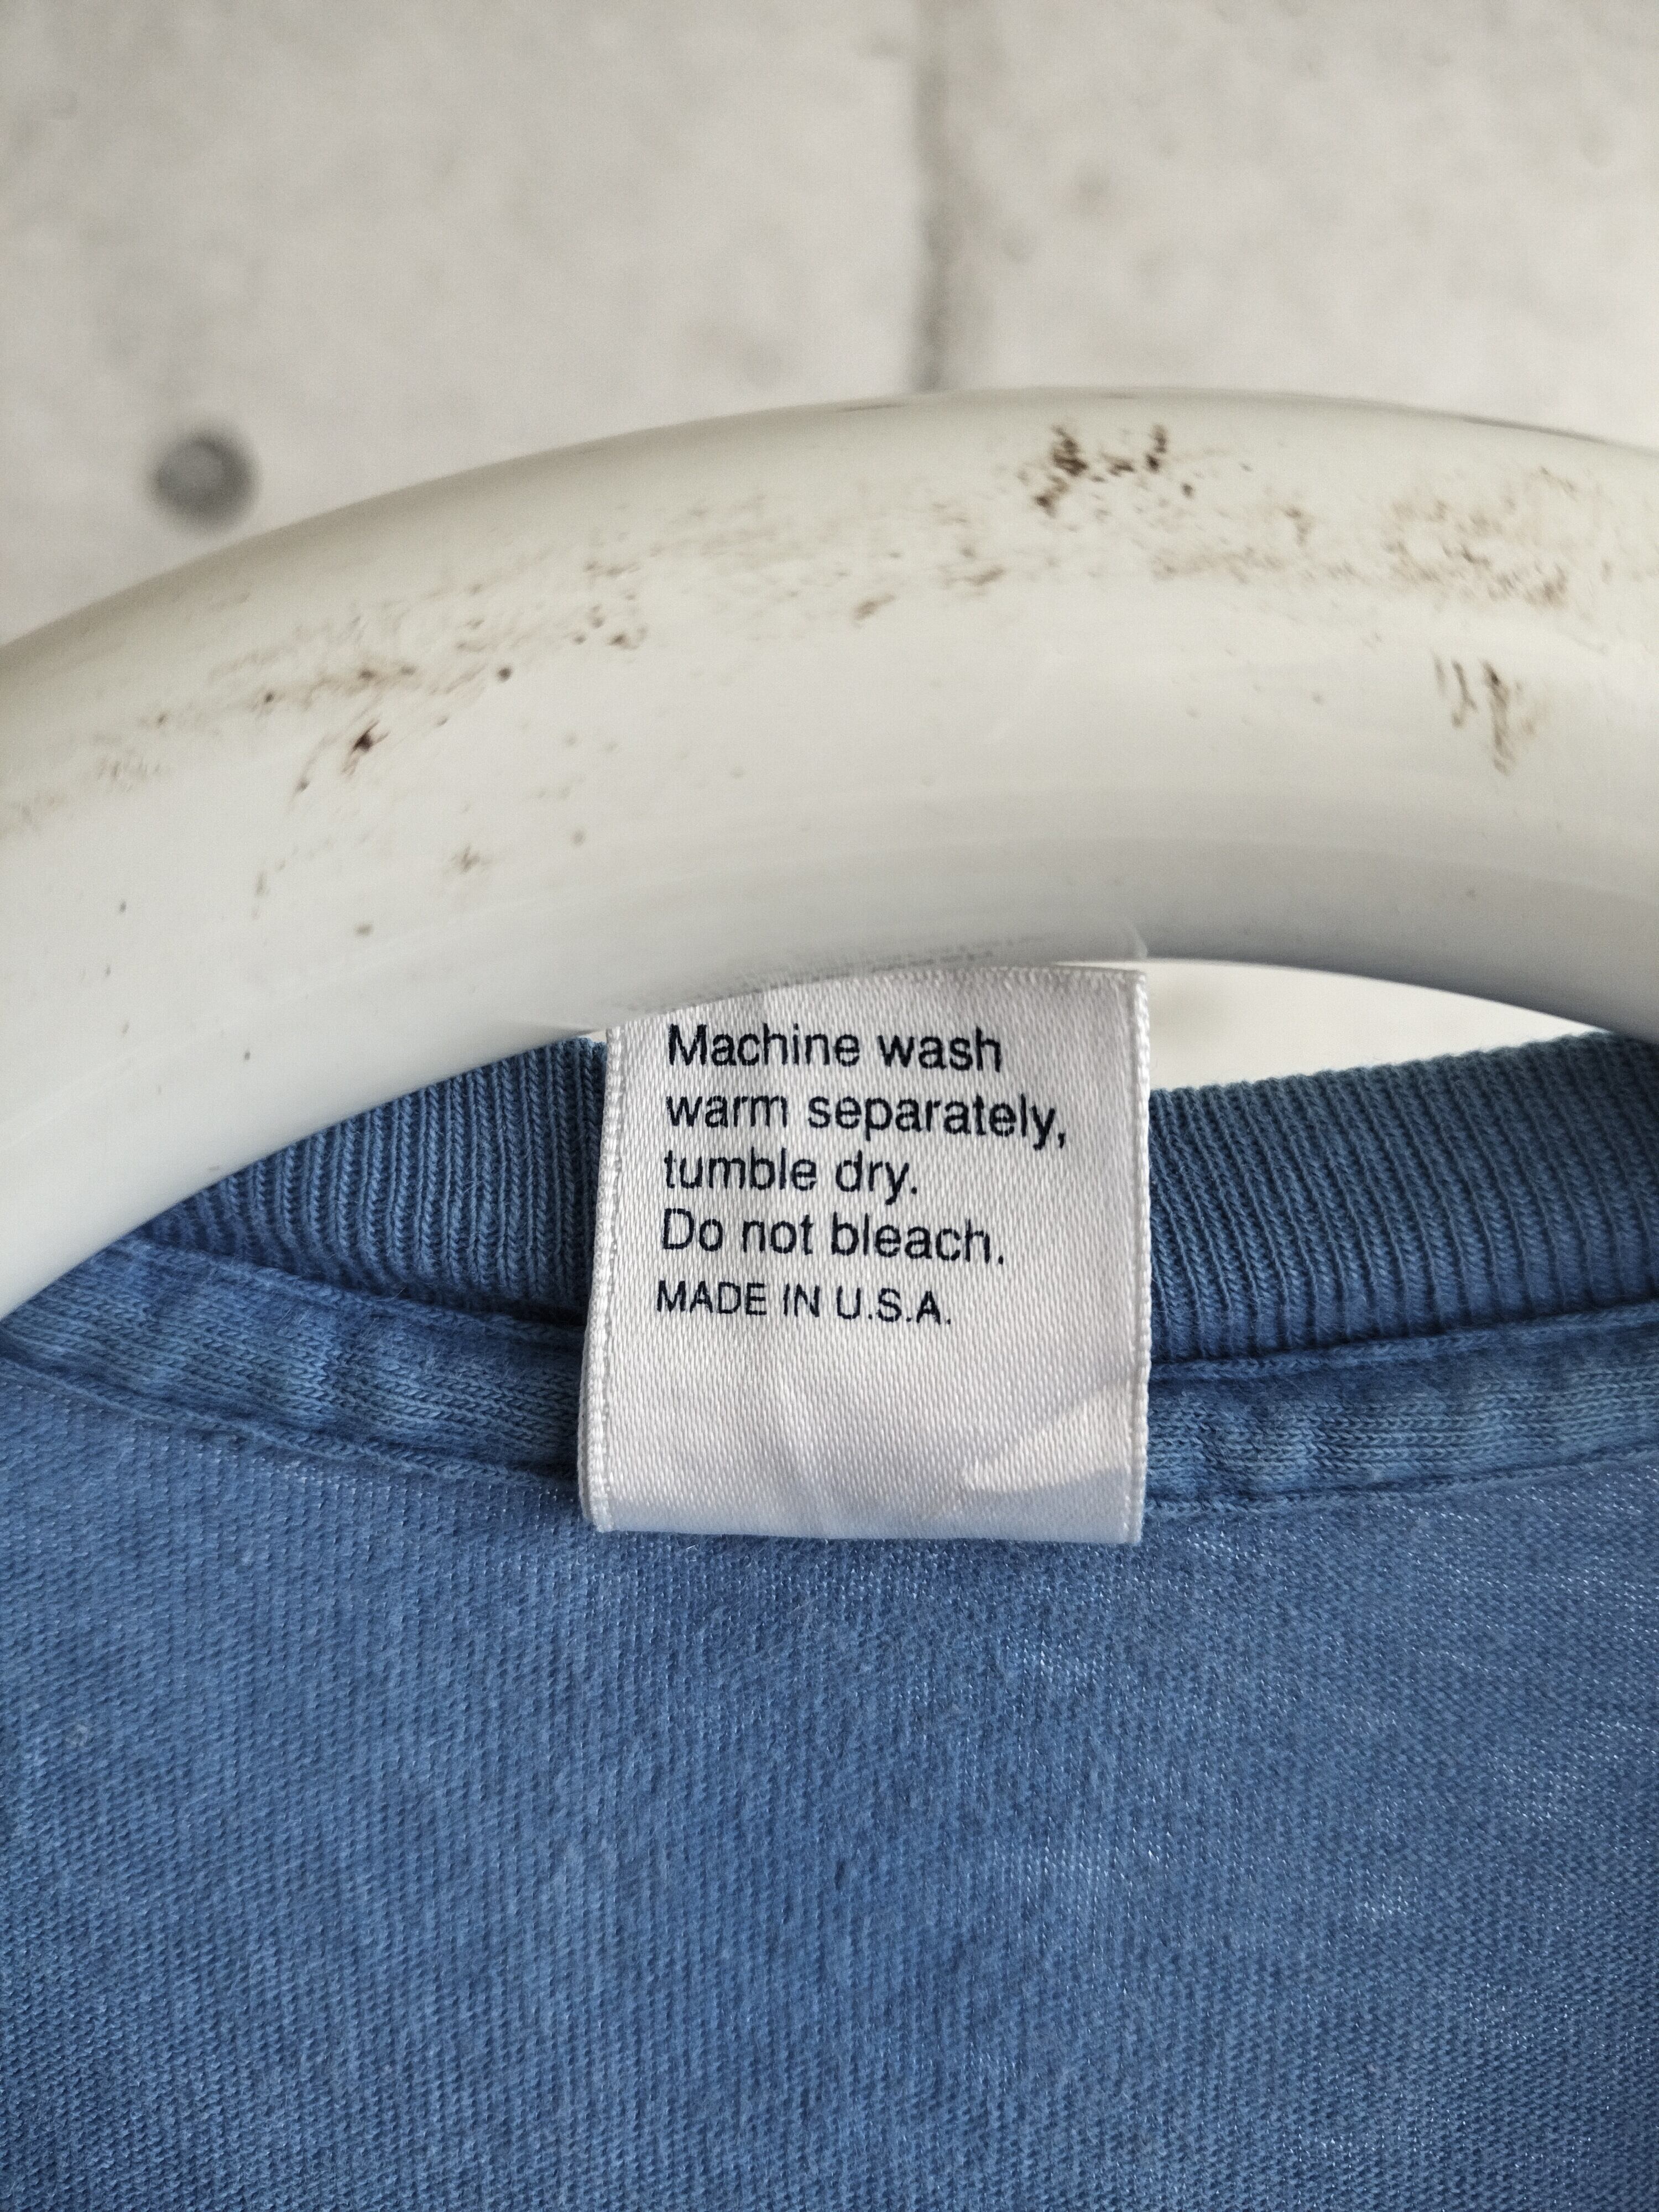 Machine wash
warm separately,
tumble dry.
Do not bleach.
MADE IN U.S.A.